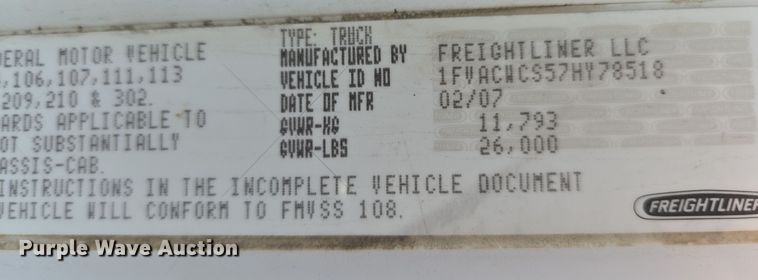 TYPE: TRUCK
DERAL MOTOR VEHICLE MANUFACTURED BY FREIGHTLINER LLC
,106,107,111,113 VEHICLE ID NO 1FVACWCS57HY78518
209,210 & 302. DATE OF MFR 02/07
ARDS APPLICABLE TO GVWR-KG 11,793
OT SUBSTANTIALLY GVWR-LBS 26,000
ASSIS-CAB.
INSTRUCTIONS IN THE INCOMPLETE VEHICLE DOCUMENT
VEHICLE WILL CONFORM TO FMVSS 108.
FREIGHTLINER
Purple Wave Auction